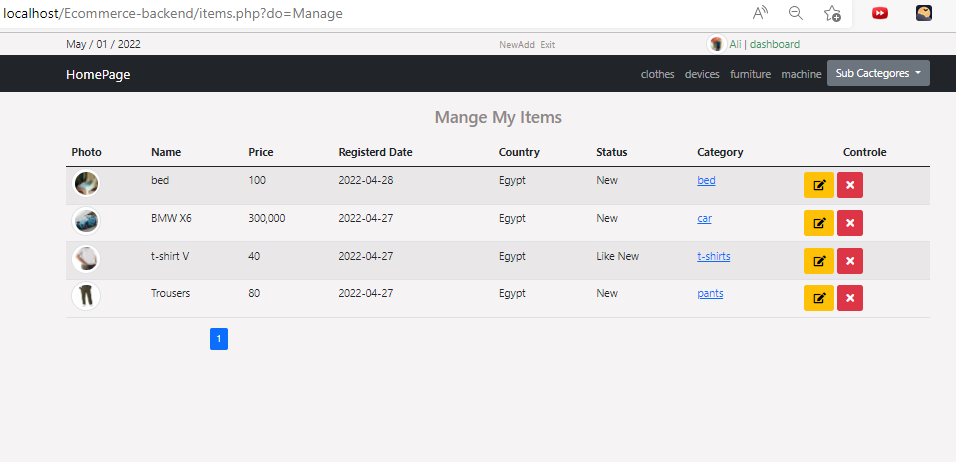 localhost/Ecommerce-backend/items.php?do=Manage
May / 01 / 2022 NewAdd Exit Ali | dashboard
HomePage clothes devices furniture machine Sub Cactegores
Mange My Items
Photo Name Price Registerd Date Country Status Category Controle
bed 100 2022-04-28 Egypt New bed
BMW X6 300,000 2022-04-27 Egypt New car
t-shirt V 40 2022-04-27 Egypt Like New t-shirts
Trousers 80 2022-04-27 Egypt New pants
1